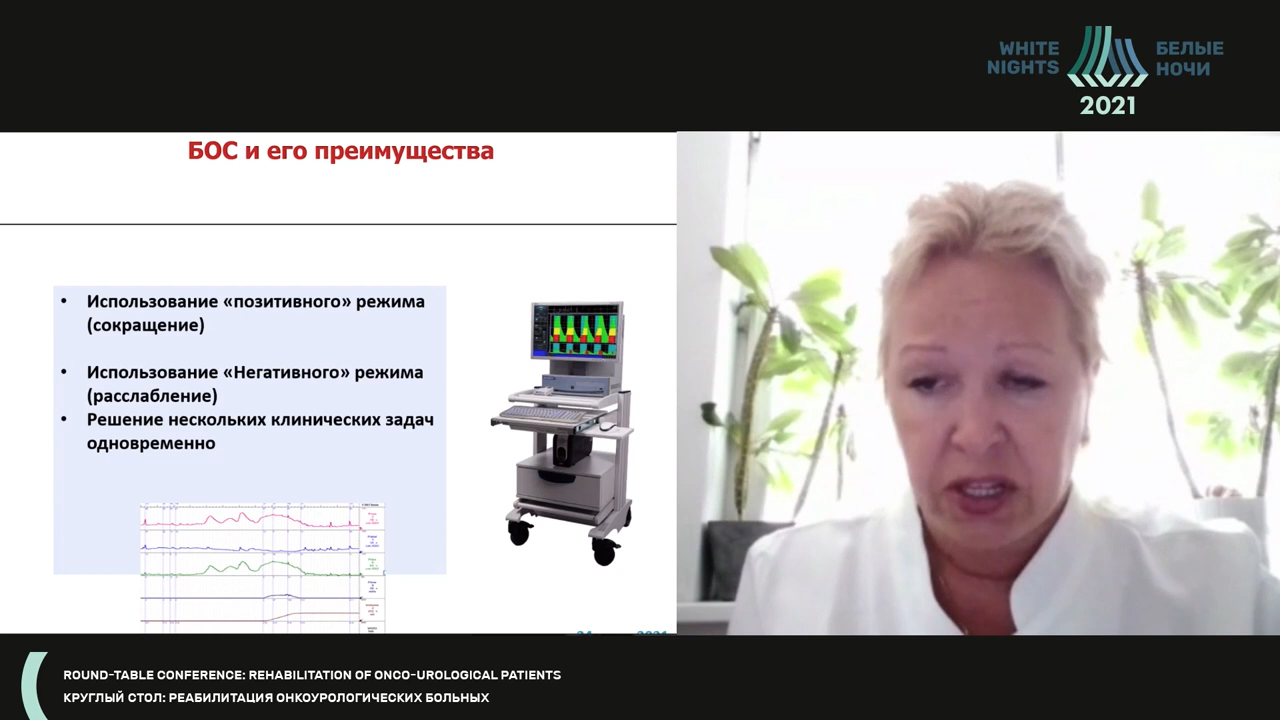 WHITE
NIGHTS
БЕЛЫЕ
НОЧИ
2021
БОС и его преимущества
• Использование «позитивного» режима
(сокращение)
• Использование «Негативного» режима
(расслабление)
• Решение нескольких клинических задач
одновременно
ROUND-TABLE CONFERENCE: REHABILITATION OF ONCO-UROLOGICAL PATIENTS
КРУГЛЫЙ СТОЛ: РЕАБИЛИТАЦИЯ ОНКОУРОЛОГИЧЕСКИХ БОЛЬНЫХ